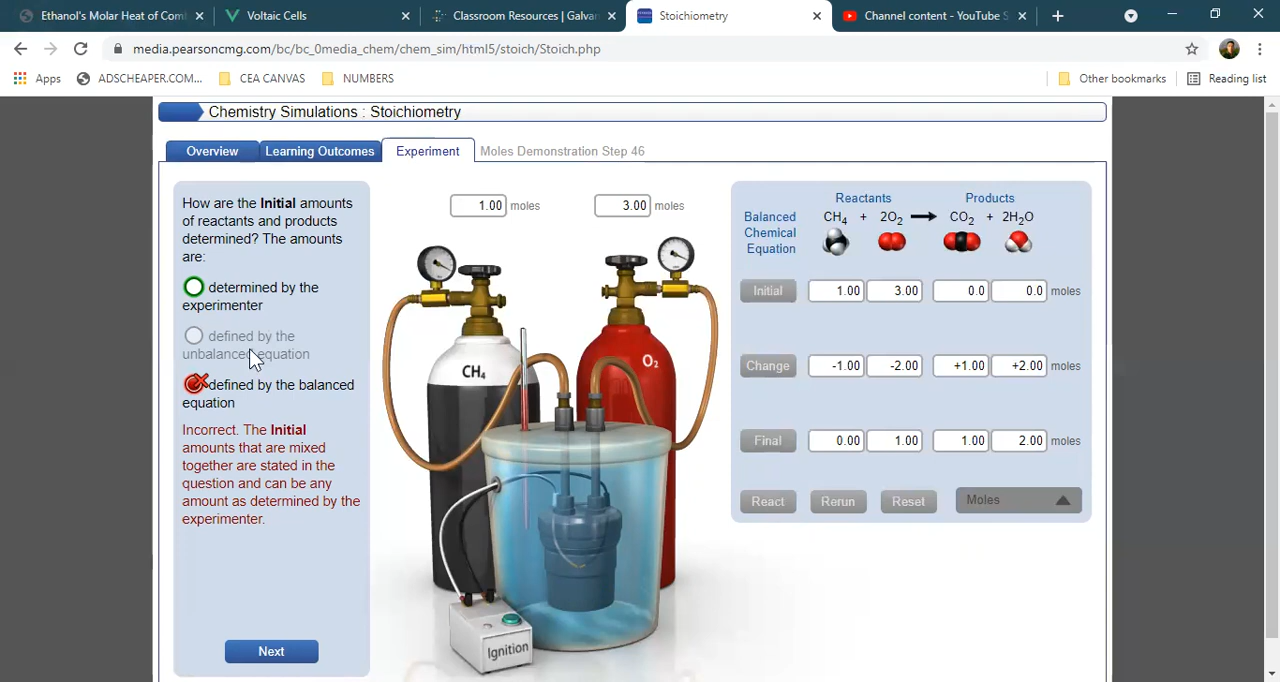 Ethanol's Molar Heat of Comb
Voltaic Cells
Classroom Resources | Galvan
Stoichiometry
Channel content - YouTube S
media.pearsoncmg.com/bc/bc_0media_chem/chem_sim/html5/stoich/Stoich.php
Apps
ADSCHEAPER.COM...
CEA CANVAS
NUMBERS
Other bookmarks
Reading list
Chemistry Simulations : Stoichiometry
Overview
Learning Outcomes
Experiment
Moles Demonstration Step 46
How are the Initial amounts
of reactants and products
determined? The amounts
are:
determined by the
experimenter
defined by the
unbalanced equation
defined by the balanced
equation
Incorrect. The Initial
amounts that are mixed
together are stated in the
question and can be any
amount as determined by the
experimenter.
Next
1.00 moles
3.00 moles
CH₄
O₂
Ignition
Reactants Products
Balanced
Chemical
Equation
CH₄ + 2O₂ → CO₂ + 2H₂O
Initial 1.00 3.00 0.0 0.0 moles
Change -1.00 -2.00 +1.00 +2.00 moles
Final 0.00 1.00 1.00 2.00 moles
React Rerun Reset Moles